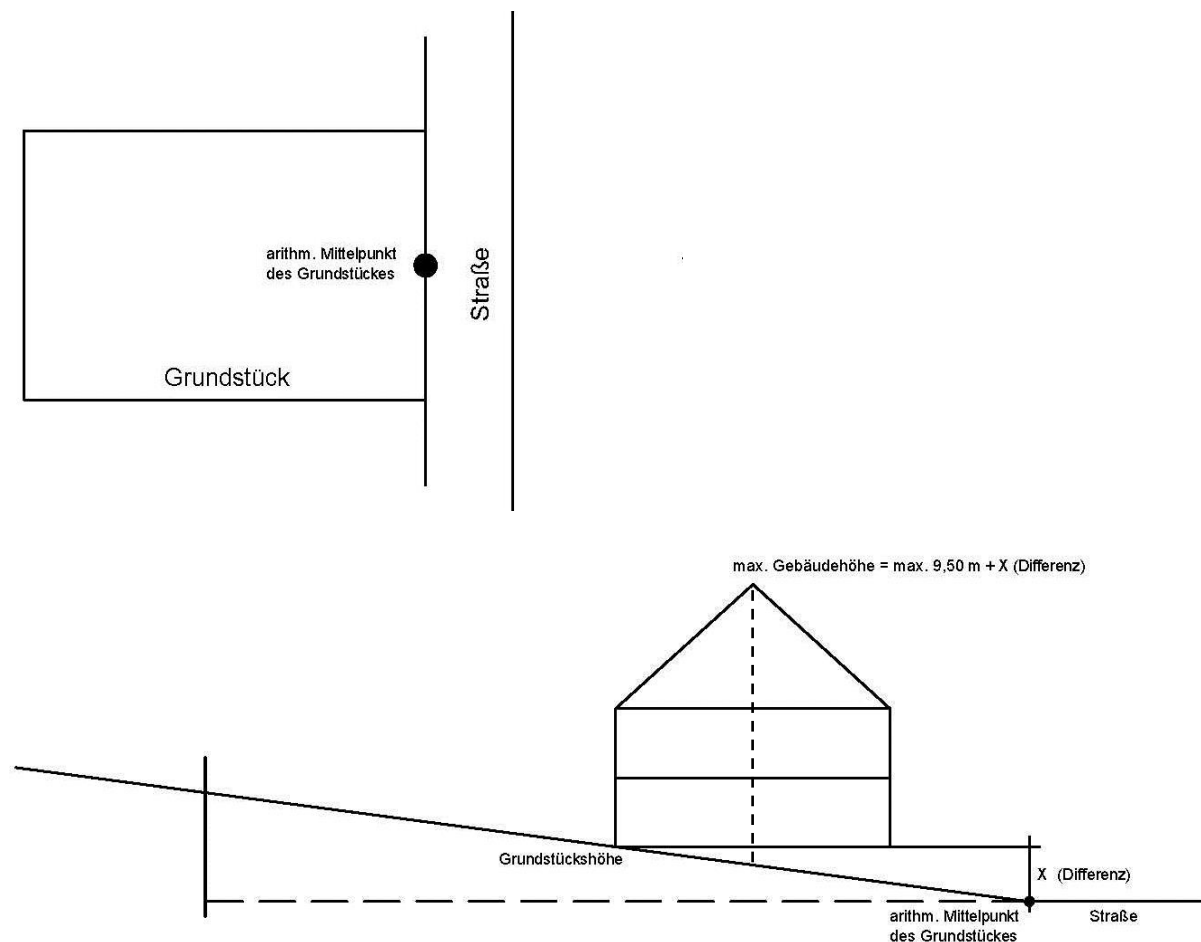 arithm. Mittelpunkt
des Grundstückes
Straße
Grundstück
max. Gebäudehöhe = max. 9,50 m + X (Differenz)
Grundstückshöhe
X (Differenz)
arithm. Mittelpunkt
des Grundstückes
Straße